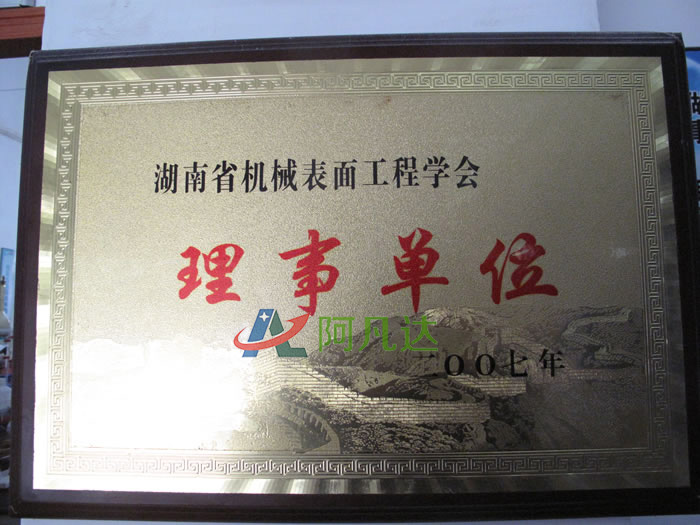 湖南省机械表面工程学会
理事单位
阿凡达
二〇〇七年